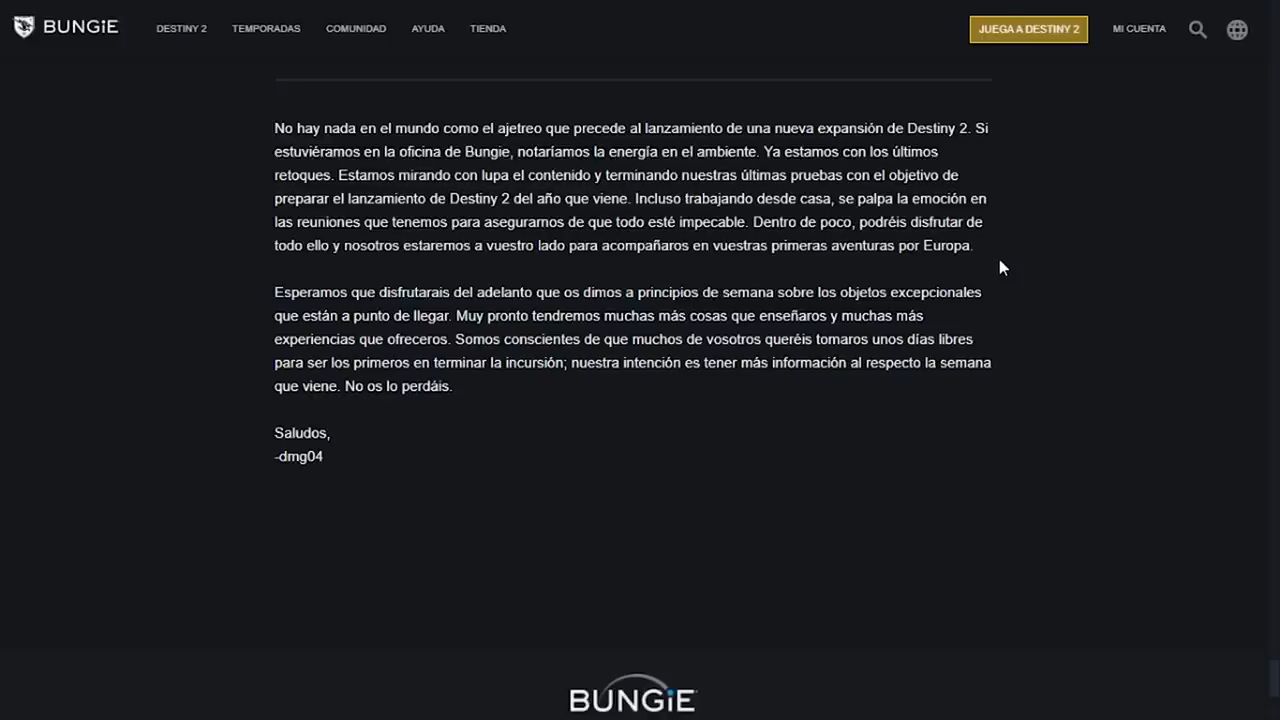 BUNGiE DESTINY 2 TEMPORADAS COMUNIDAD AYUDA TIENDA JUEGA A DESTINY 2 MI CUENTA
No hay nada en el mundo como el ajetreo que precede al lanzamiento de una nueva expansión de Destiny 2. Si
estuviéramos en la oficina de Bungie, notaríamos la energía en el ambiente. Ya estamos con los últimos
retoques. Estamos mirando con lupa el contenido y terminando nuestras últimas pruebas con el objetivo de
preparar el lanzamiento de Destiny 2 del año que viene. Incluso trabajando desde casa, se palpa la emoción en
las reuniones que tenemos para asegurarnos de que todo esté impecable. Dentro de poco, podréis disfrutar de
todo ello y nosotros estaremos a vuestro lado para acompañaros en vuestras primeras aventuras por Europa.
Esperamos que disfrutarais del adelanto que os dimos a principios de semana sobre los objetos excepcionales
que están a punto de llegar. Muy pronto tendremos muchas más cosas que enseñaros y muchas más
experiencias que ofreceros. Somos conscientes de que muchos de vosotros queréis tomaros unos días libres
para ser los primeros en terminar la incursión; nuestra intención es tener más información al respecto la semana
que viene. No os lo perdáis.
Saludos,
-dmg04
BUNGiE